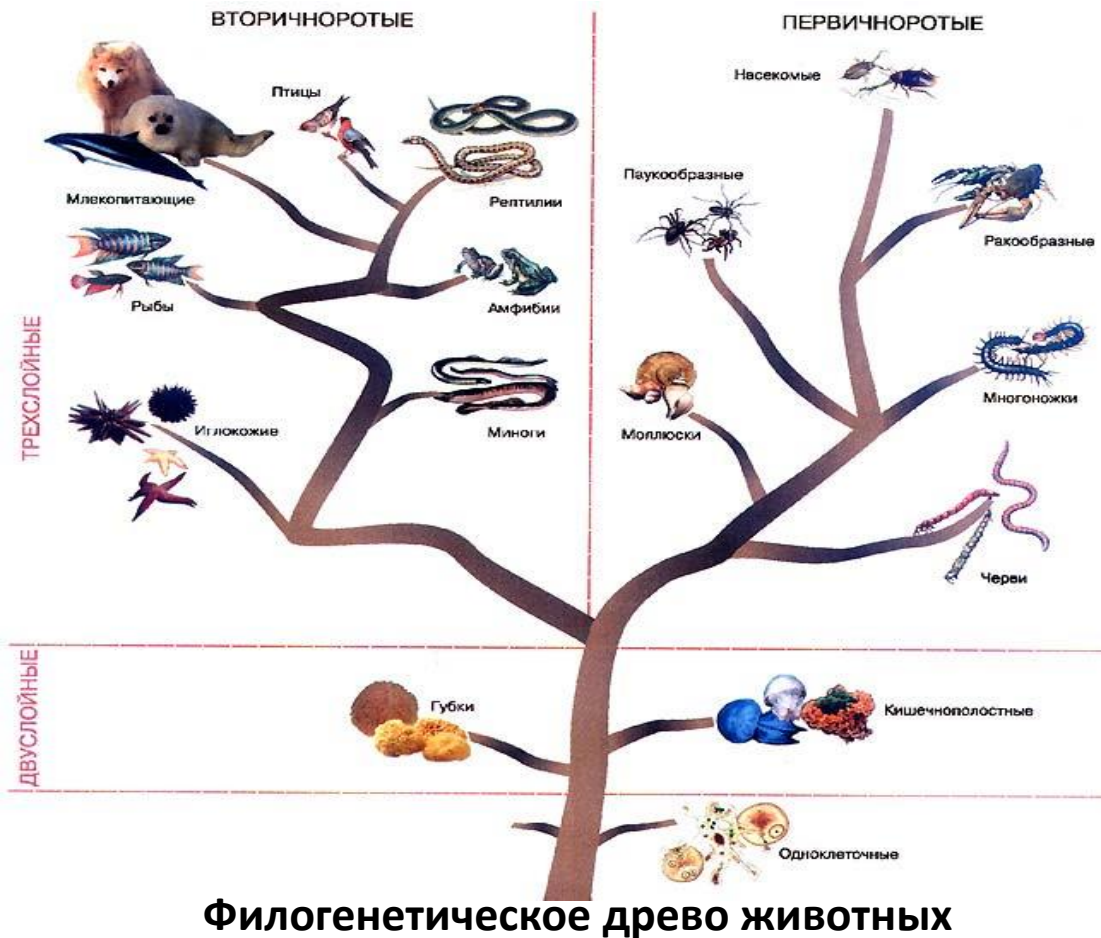 ВТОРИЧНОРОТЫЕ
ПЕРВИЧНОРОТЫЕ
Насекомые
Птицы
Паукообразные
Млекопитающие
Рептилии
Ракообразные
Рыбы
Амфибии
ТРЕХСЛОЙНЫЕ
Многоножки
Иглокожие
Миноги
Моллюски
Черви
ДВУСЛОЙНЫЕ
Губки
Кишечнополостные
Одноклеточные
Филогенетическое древо животных